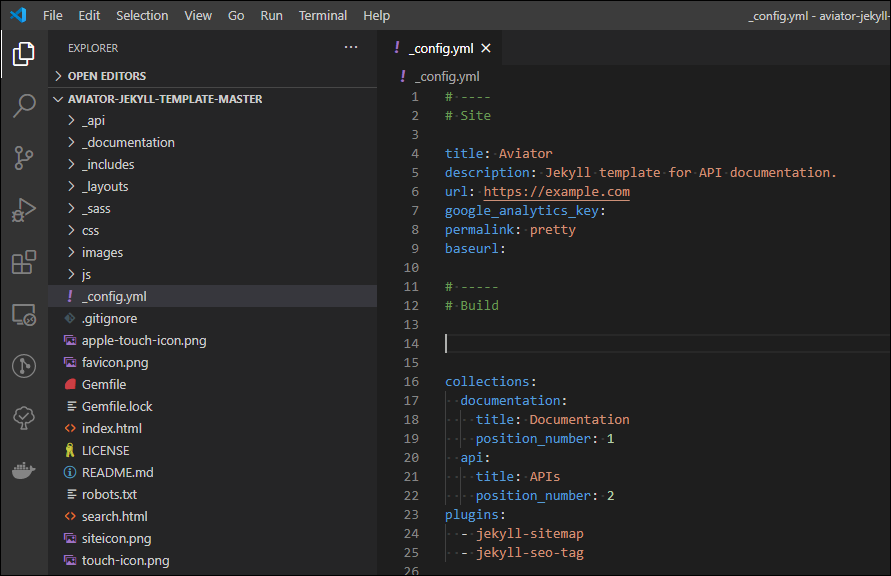 File Edit Selection View Go Run Terminal Help
_config.yml - aviator-jekyll-
EXPLORER
OPEN EDITORS
AVIATOR-JEKYLL-TEMPLATE-MASTER
_api
_documentation
_includes
_layouts
_sass
css
images
js
_config.yml
.gitignore
apple-touch-icon.png
favicon.png
Gemfile
Gemfile.lock
index.html
LICENSE
README.md
robots.txt
search.html
siteicon.png
touch-icon.png
_config.yml
_config.yml
1 # ----
2 # Site
3
4 title: Aviator
5 description: Jekyll template for API documentation.
6 url: https://example.com
7 google_analytics_key:
8 permalink: pretty
9 baseurl:
10
11 # -----
12 # Build
13
14
15
16 collections:
17 documentation:
18 title: Documentation
19 position_number: 1
20 api:
21 title: APIs
22 position_number: 2
23 plugins:
24 - jekyll-sitemap
25 - jekyll-seo-tag
26